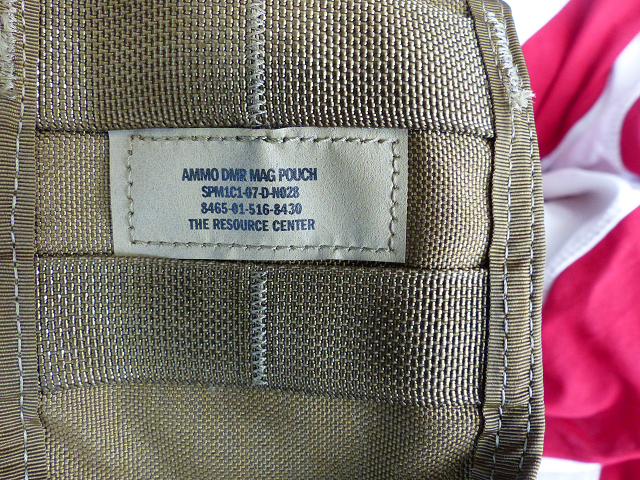 AMMO DMR MAG POUCH
SPM1C1-07-D-N028
8465-01-516-8430
THE RESOURCE CENTER